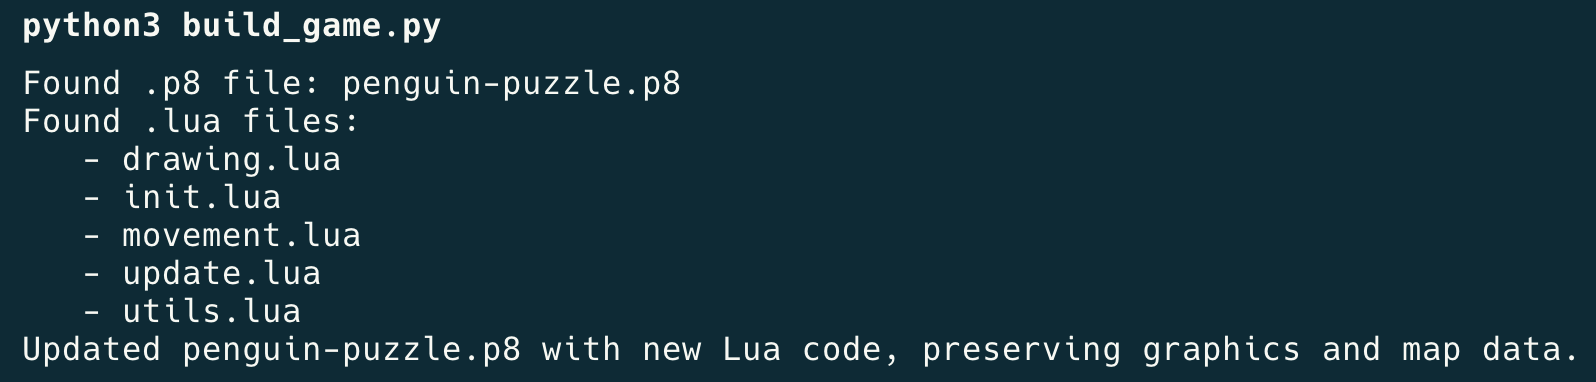 python3 build_game.py
Found .p8 file: penguin-puzzle.p8
Found .lua files:
- drawing.lua
- init.lua
- movement.lua
- update.lua
- utils.lua
Updated penguin-puzzle.p8 with new Lua code, preserving graphics and map data.